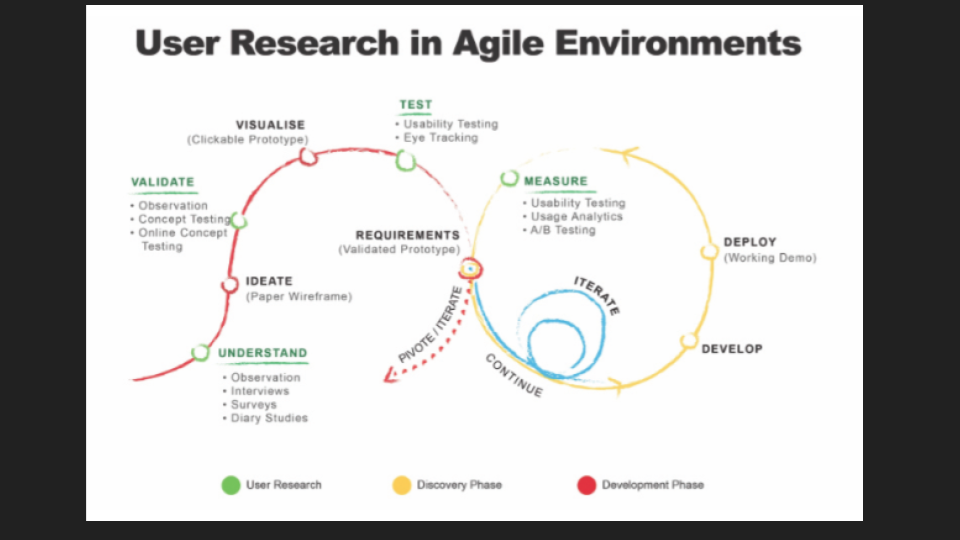 User Research in Agile Environments
TEST
• Usability Testing
• Eye Tracking
VISUALISE
(Clickable Prototype)
VALIDATE
• Observation
• Concept Testing
• Online Concept
Testing
MEASURE
• Usability Testing
• Usage Analytics
• A/B Testing
REQUIREMENTS
(Validated Prototype)
DEPLOY
(Working Demo)
IDEATE
(Paper Wireframe)
PIVOTE / ITERATE
ITERATE
CONTINUE
DEVELOP
UNDERSTAND
• Observation
• Interviews
• Surveys
• Diary Studies
User Research
Discovery Phase
Development Phase